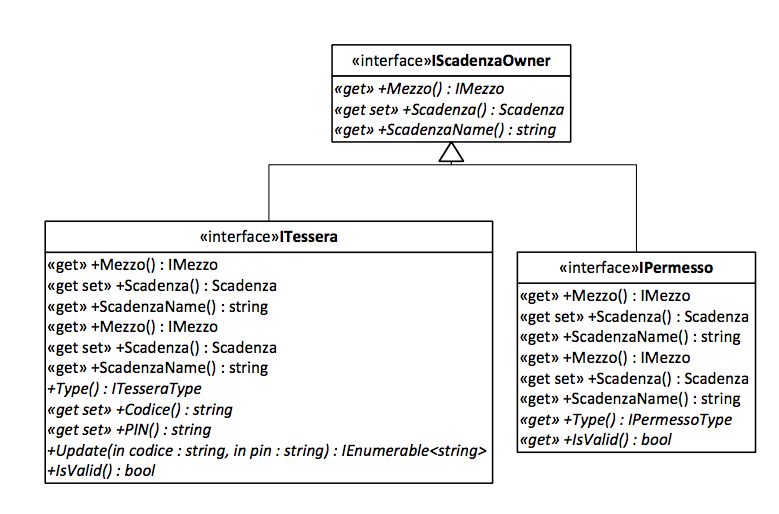 «interface»IScadenzaOwner
«get» +Mezzo() : IMezzo
«get set» +Scadenza() : Scadenza
«get» +ScadenzaName() : string
«interface»ITessera
«get» +Mezzo() : IMezzo
«get set» +Scadenza() : Scadenza
«get» +ScadenzaName() : string
«get» +Mezzo() : IMezzo
«get set» +Scadenza() : Scadenza
«get» +ScadenzaName() : string
+Type() : ITesseraType
«get set» +Codice() : string
«get set» +PIN() : string
+Update(in codice : string, in pin : string) : IEnumerable<string>
+IsValid() : bool
«interface»IPermesso
«get» +Mezzo() : IMezzo
«get set» +Scadenza() : Scadenza
«get» +ScadenzaName() : string
«get» +Mezzo() : IMezzo
«get set» +Scadenza() : Scadenza
«get» +ScadenzaName() : string
«get» +Type() : IPermessoType
«get» +IsValid() : bool